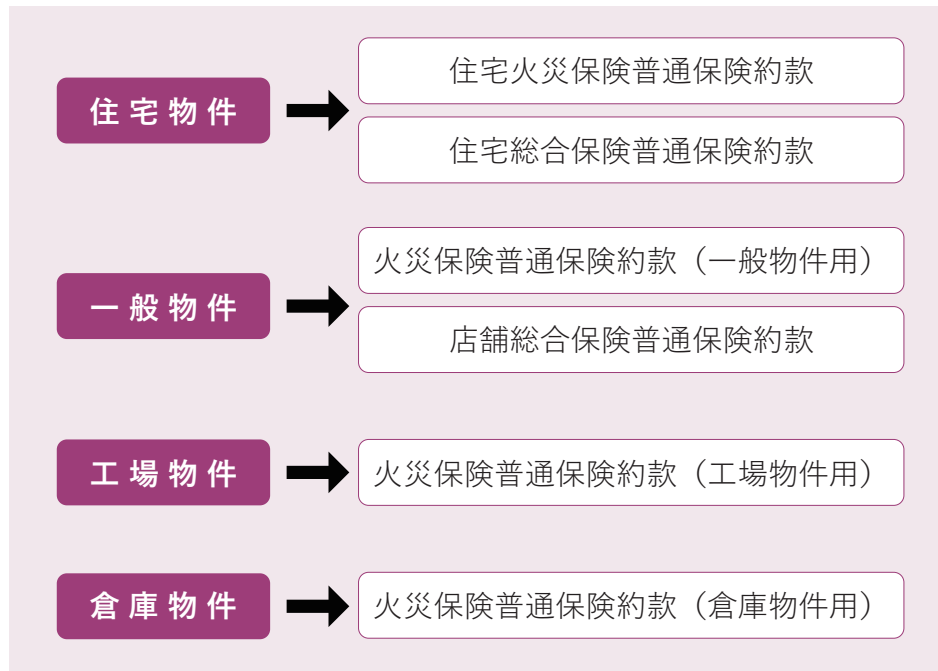 住宅物件
住宅火災保険普通保険約款
住宅総合保険普通保険約款
一般物件
火災保険普通保険約款（一般物件用）
店舗総合保険普通保険約款
工場物件
火災保険普通保険約款（工場物件用）
倉庫物件
火災保険普通保険約款（倉庫物件用）